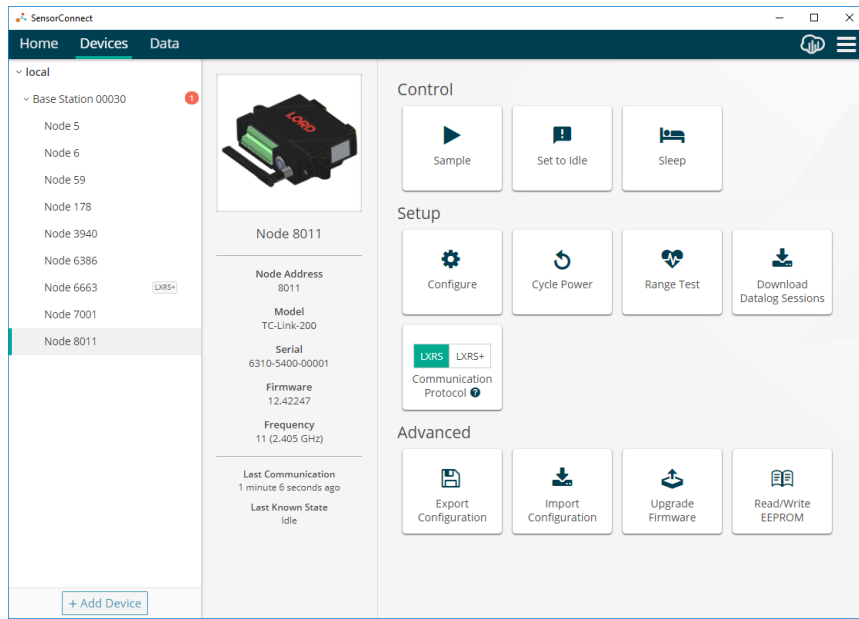 SensorConnect
Home Devices Data
local
Base Station 00030 1
Node 5
Node 6
Node 59
Node 178
Node 3940
Node 6386
Node 6663 LXRS+
Node 7001
Node 8011
+ Add Device
LORD
Node 8011
Node Address
8011
Model
TC-Link-200
Serial
6310-5400-00001
Firmware
12.42247
Frequency
11 (2.405 GHz)
Last Communication
1 minute 6 seconds ago
Last Known State
Idle
Control
Sample
Set to Idle
Sleep
Setup
Configure
Cycle Power
Range Test
Download
Datalog Sessions
LXRS LXRS+
Communication
Protocol ?
Advanced
Export
Configuration
Import
Configuration
Upgrade
Firmware
Read/Write
EEPROM